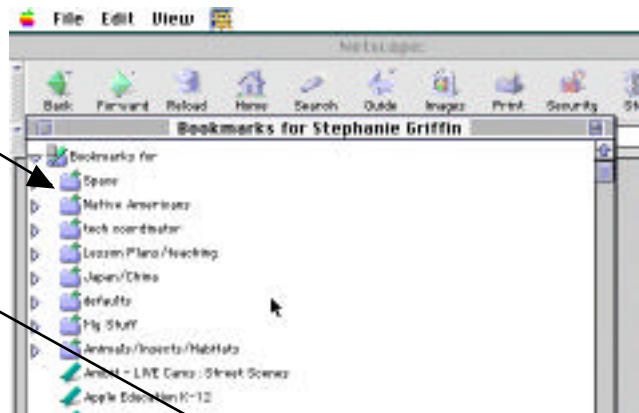 File Edit View
Netscape:
Back Forward Reload Home Search Guide Images Print Security
Bookmarks for Stephanie Griffin
Bookmarks for
Space
Native Americans
tech coordinator
Lesson Plans/teaching
Japan/China
defaults
My Stuff
Animals/Insects/Habitats
- LIVE Cams : Street Scenes
Apple Education K-12